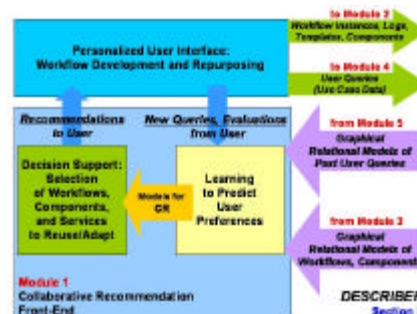 to Module 2
Workflow Instances, Logs,
Templates, Components
Personalized User Interface:
Workflow Development and Repurposing
to Module 4
User Queries
(Use Case Data)
Recommendations
to User
New Queries, Evaluations
from User
from Module 5
Graphical
Relational Models of
Past User Queries
Decision Support:
Selection
of Workflows,
Components,
and Services
to Reuse/Adapt
Models for
CR
Learning
to Predict
User
Preferences
from Module 3
Graphical
Relational Models of
Workflows, Components
Module 1
Collaborative Recommendation
Front-End
DESCRIBE
Section